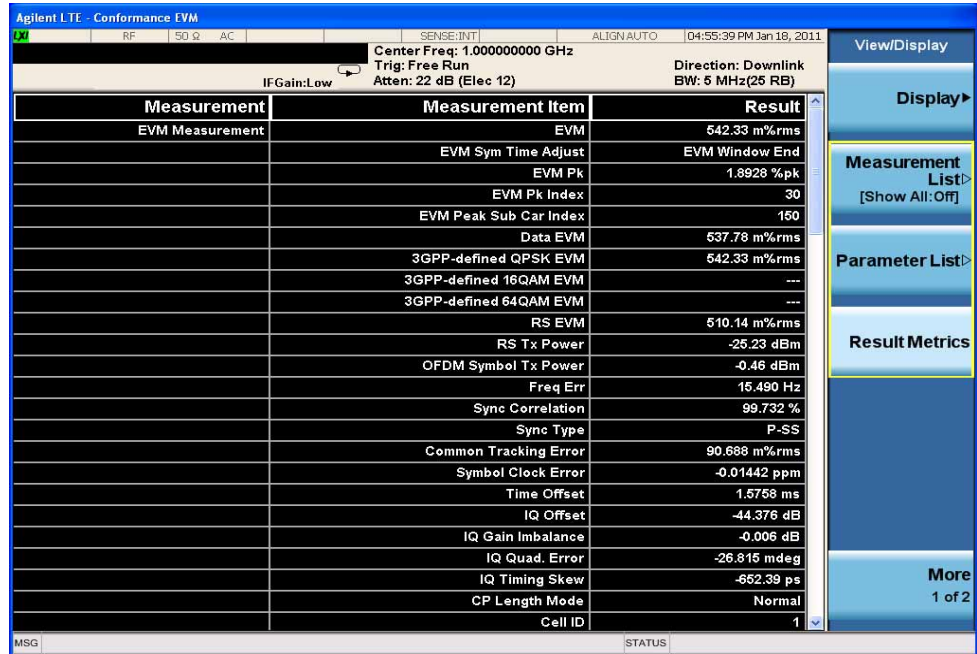 Agilent LTE - Conformance EVM
LXI RF 50 Ω AC SENSE:INT ALIGN AUTO 04:55:39 PM Jan 18, 2011
Center Freq: 1.000000000 GHz
Trig: Free Run Direction: Downlink
IFGain:Low Atten: 22 dB (Elec 12) BW: 5 MHz(25 RB)
Measurement Measurement Item Result
EVM Measurement EVM 542.33 m%rms
EVM Sym Time Adjust EVM Window End
EVM Pk 1.8928 %pk
EVM Pk Index 30
EVM Peak Sub Car Index 150
Data EVM 537.78 m%rms
3GPP-defined QPSK EVM 542.33 m%rms
3GPP-defined 16QAM EVM ---
3GPP-defined 64QAM EVM ---
RS EVM 510.14 m%rms
RS Tx Power -25.23 dBm
OFDM Symbol Tx Power -0.46 dBm
Freq Err 15.490 Hz
Sync Correlation 99.732 %
Sync Type P-SS
Common Tracking Error 90.688 m%rms
Symbol Clock Error -0.01442 ppm
Time Offset 1.5758 ms
IQ Offset -44.376 dB
IQ Gain Imbalance -0.006 dB
IQ Quad. Error -26.815 mdeg
IQ Timing Skew -652.39 ps
CP Length Mode Normal
Cell ID 1
View/Display
Display
Measurement
List
[Show All:Off]
Parameter List
Result Metrics
More
1 of 2
MSG STATUS